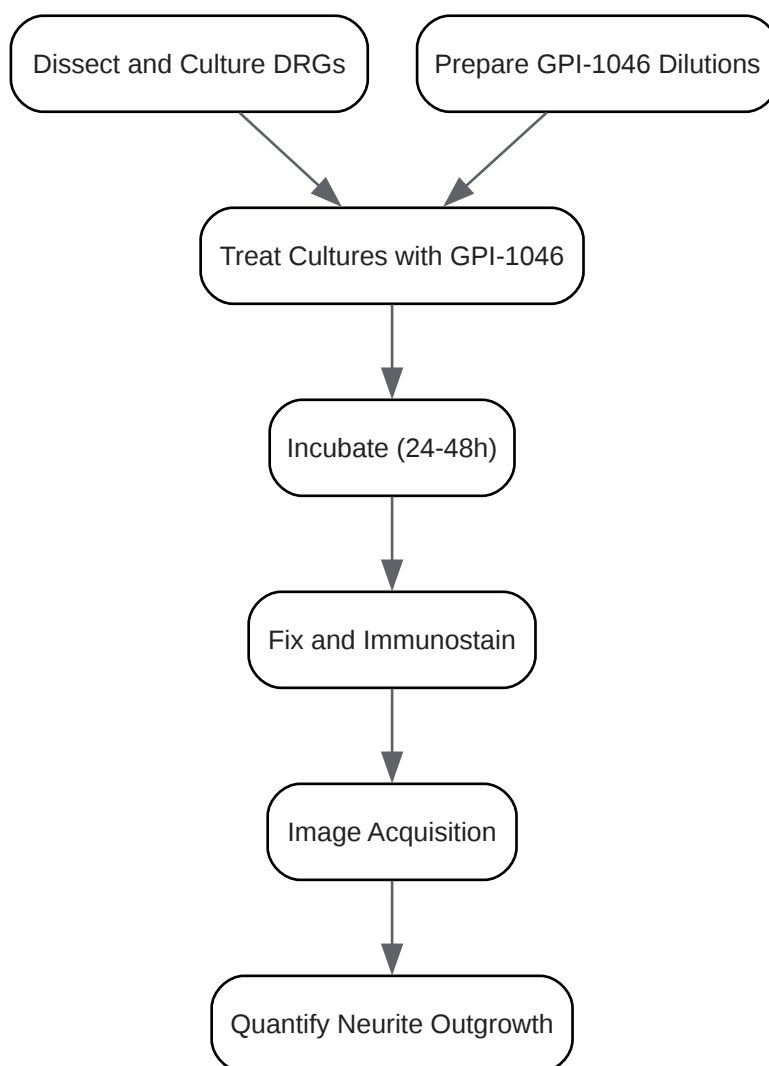 Dissect and Culture DRGs
Prepare GPI-1046 Dilutions
Treat Cultures with GPI-1046
Incubate (24-48h)
Fix and Immunostain
Image Acquisition
Quantify Neurite Outgrowth